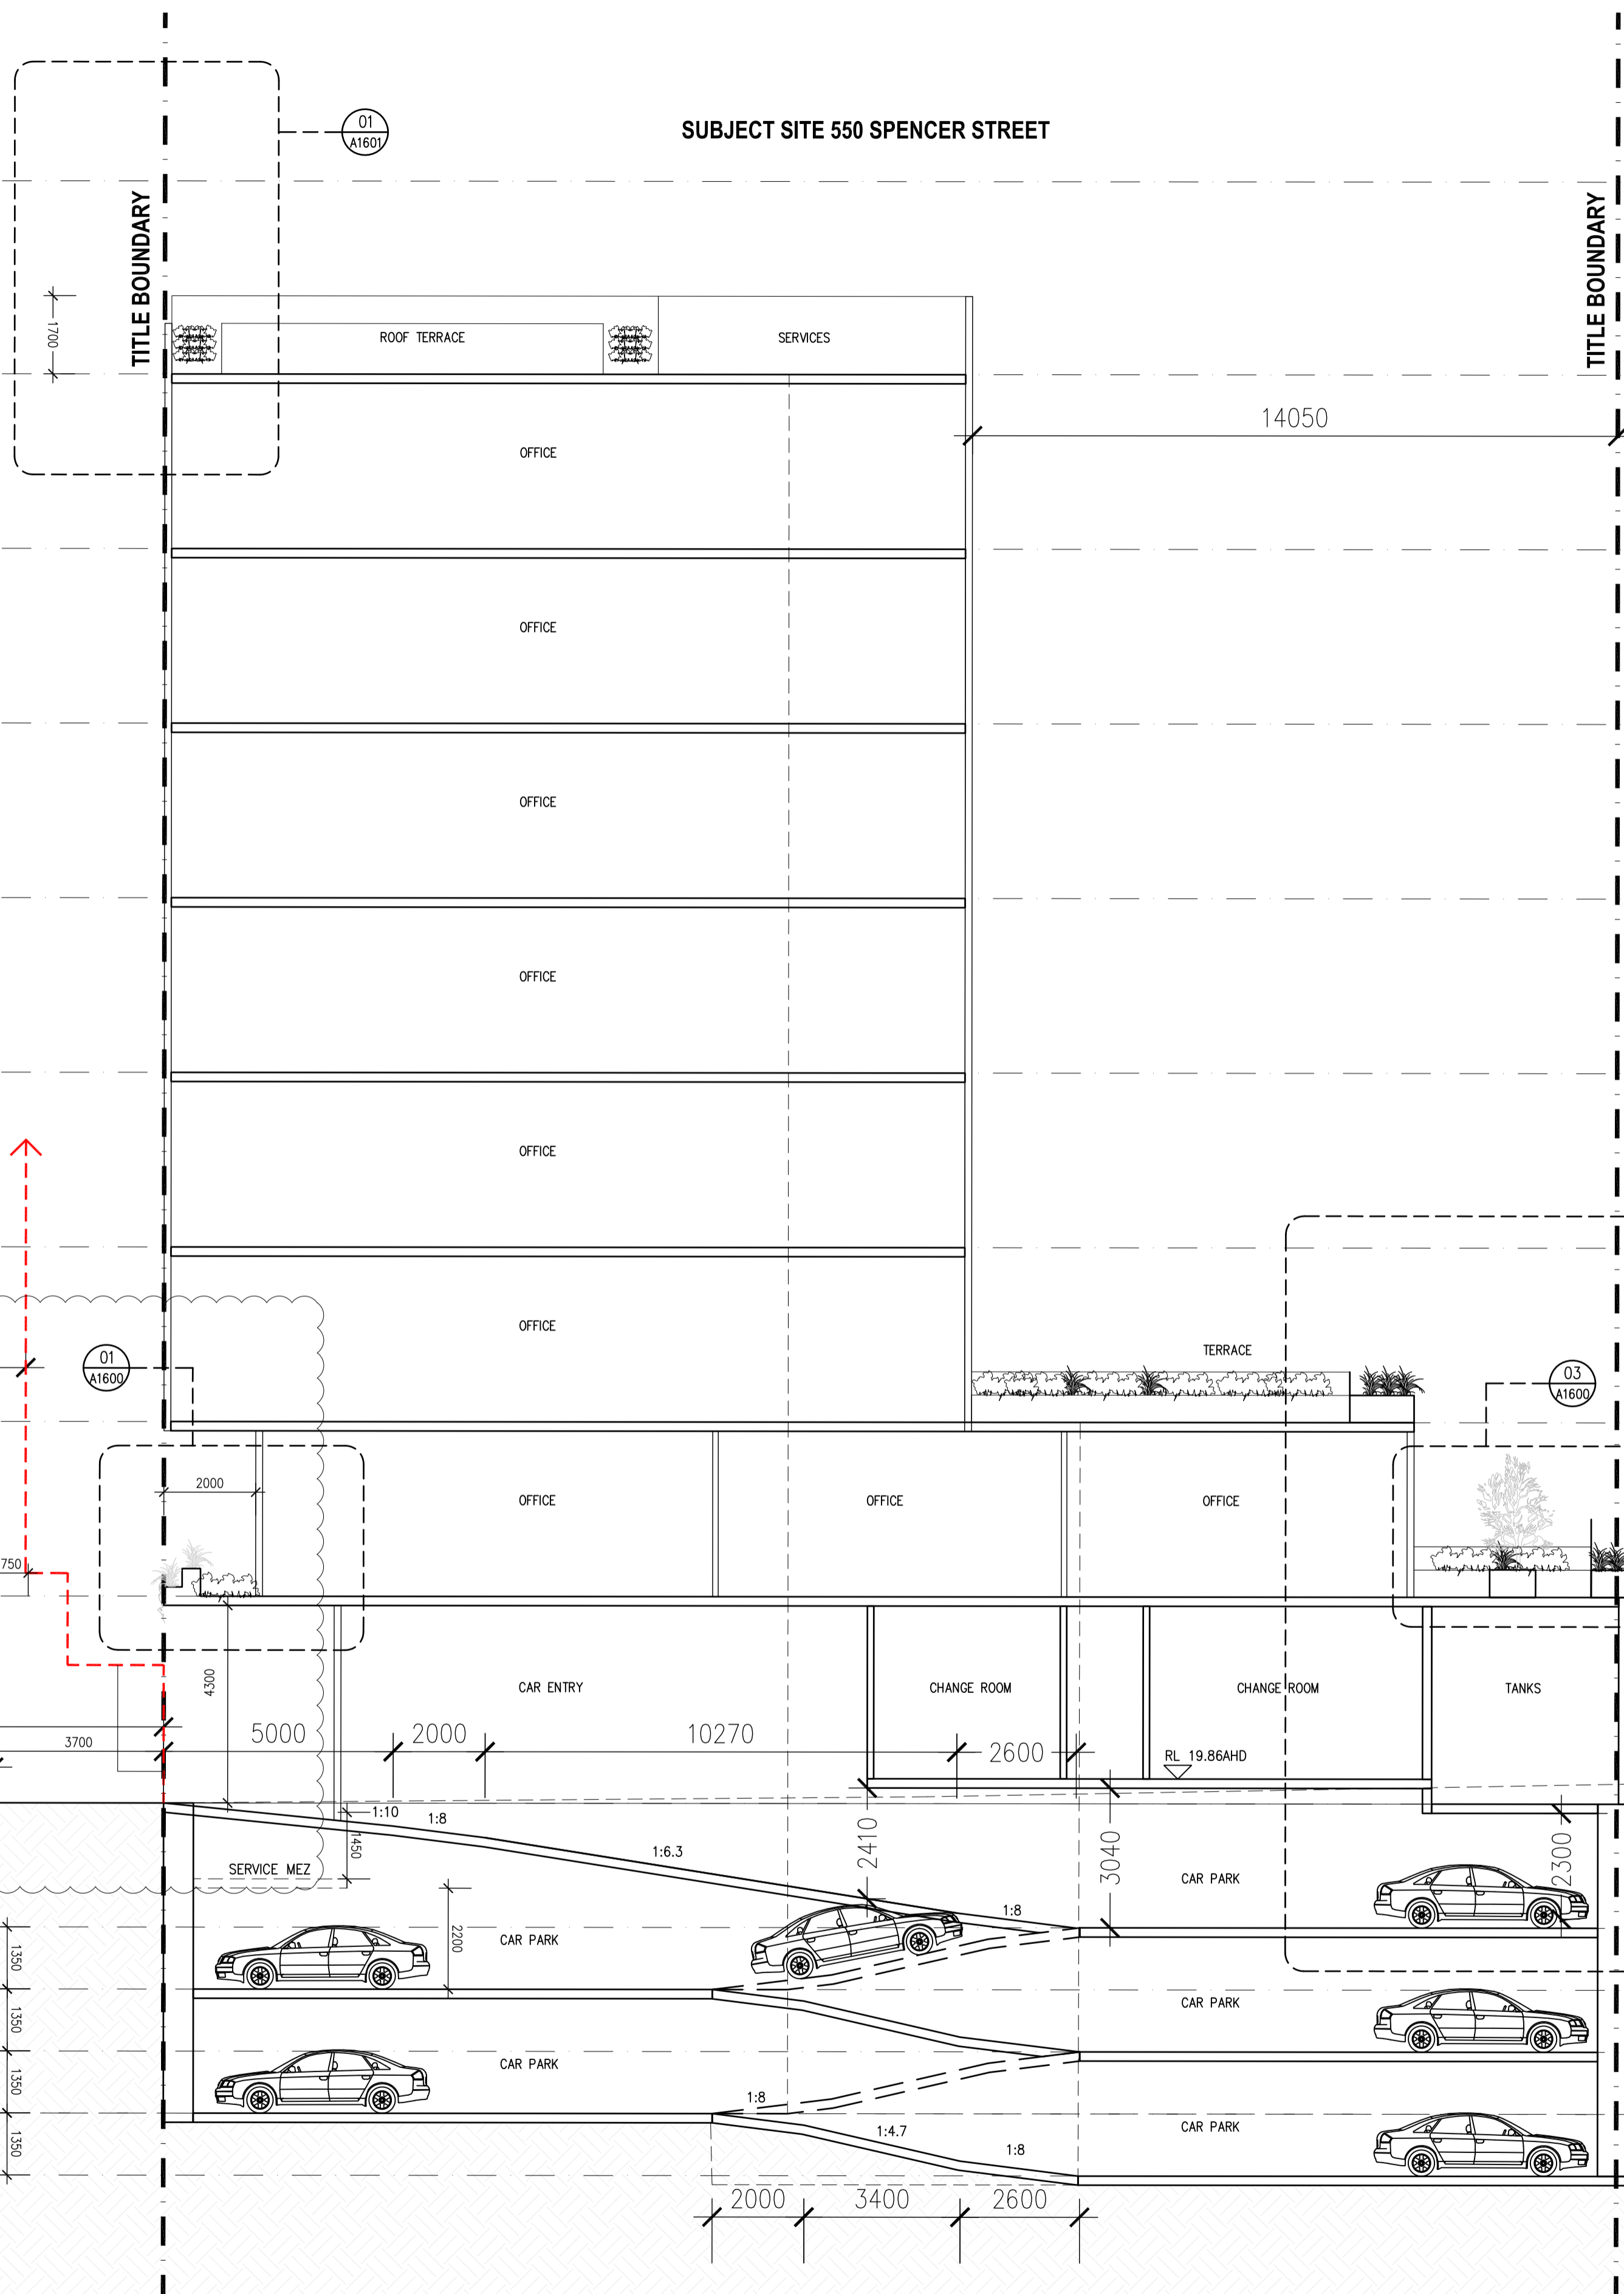 01
A1601
SUBJECT SITE 550 SPENCER STREET
TITLE BOUNDARY
TITLE BOUNDARY
1700
ROOF TERRACE
SERVICES
14050
OFFICE
OFFICE
OFFICE
OFFICE
OFFICE
OFFICE
TERRACE
01
A1600
03
A1600
2000
OFFICE
OFFICE
OFFICE
750
4300
CAR ENTRY
CHANGE ROOM
CHANGE ROOM
TANKS
3700
5000
2000
10270
2600
RL 19.86AHD
1:10
1:8
1450
1:6.3
2410
3040
2300
SERVICE MEZ
CAR PARK
1:8
2200
CAR PARK
1350
CAR PARK
1350
CAR PARK
1350
1:8
CAR PARK
1:4.7
1:8
1350
2000
3400
2600